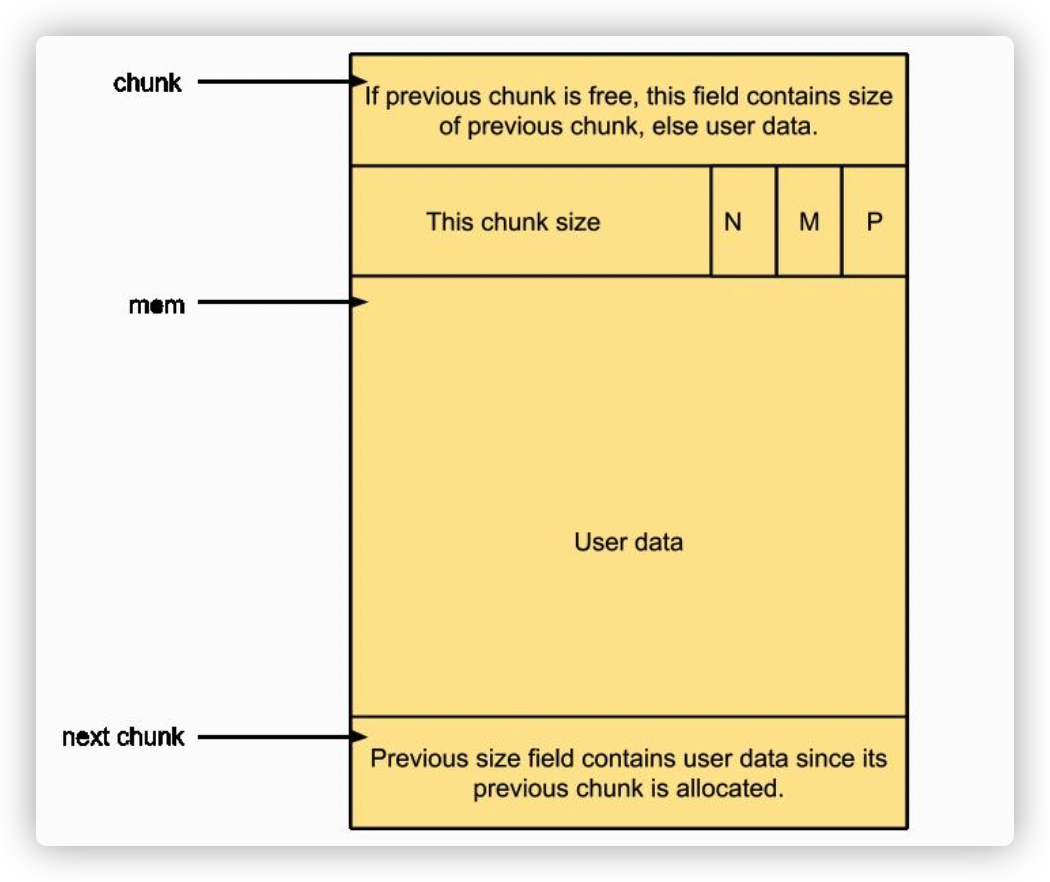 chunk
If previous chunk is free, this field contains size
of previous chunk, else user data.
This chunk size
N
M
P
mem
User data
next chunk
Previous size field contains user data since its
previous chunk is allocated.